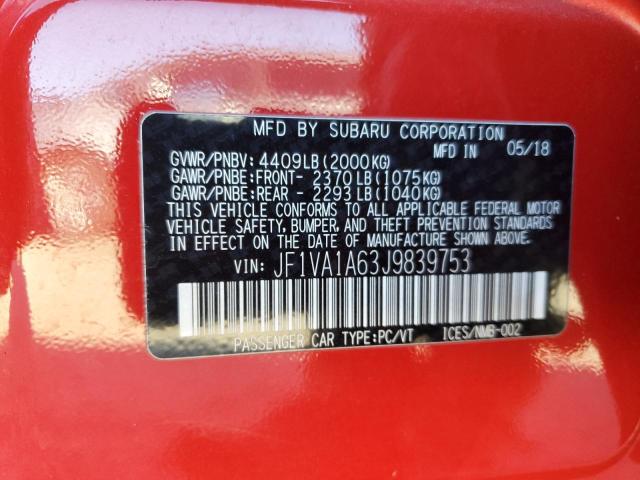 MFD BY SUBARU CORPORATION
MFD IN 05/18
GVWR/PNBV: 4409LB(2000KG)
GAWR/PNBE:FRONT- 2370LB(1075KG)
GAWR/PNBE:REAR - 2293LB(1040KG)
THIS VEHICLE CONFORMS TO ALL APPLICABLE FEDERAL MOTOR
VEHICLE SAFETY, BUMPER, AND THEFT PREVENTION STANDARDS
IN EFFECT ON THE DATE OF MANUFACTURE SHOWN ABOVE.
VIN: JF1VA1A63J9839753
PASSENGER CAR TYPE:PC/VT ICES/NMB-002